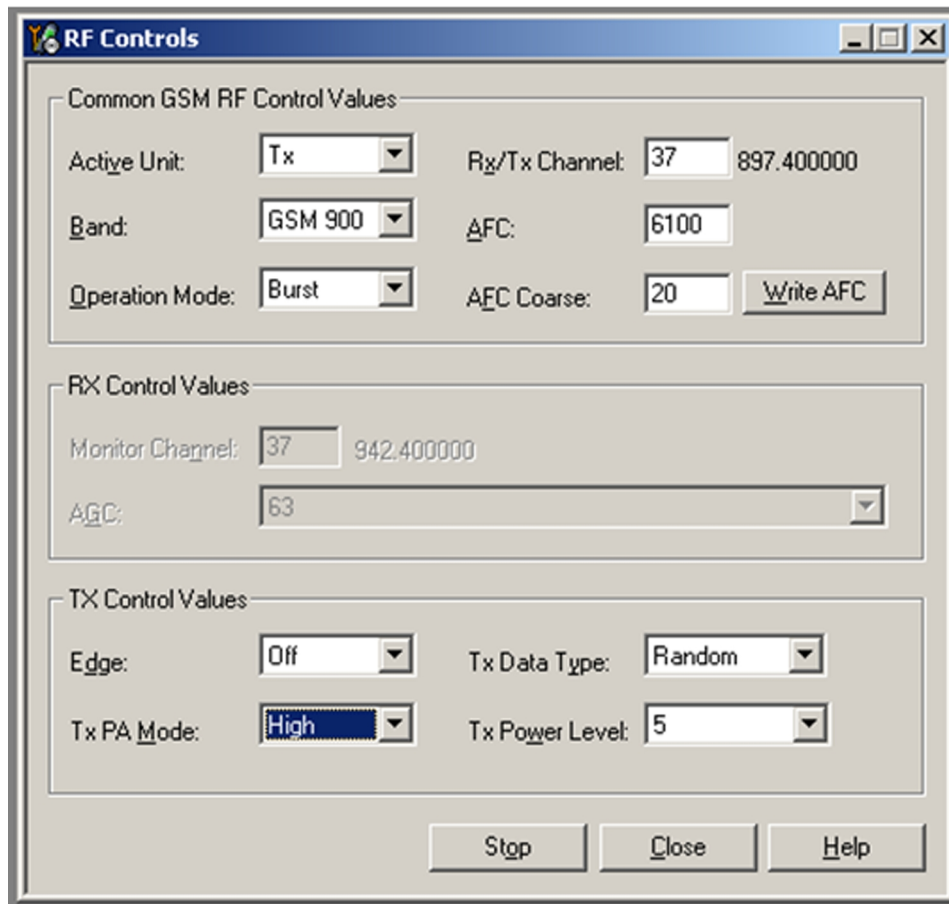 RF Controls
Common GSM RF Control Values
Active Unit: Tx Rx/Tx Channel: 37 897.400000
Band: GSM 900 AFC: 6100
Operation Mode: Burst AFC Coarse: 20 Write AFC
RX Control Values
Monitor Channel: 37 942.400000
AGC: 63
TX Control Values
Edge: Off Tx Data Type: Random
Tx PA Mode: High Tx Power Level: 5
Stop Close Help